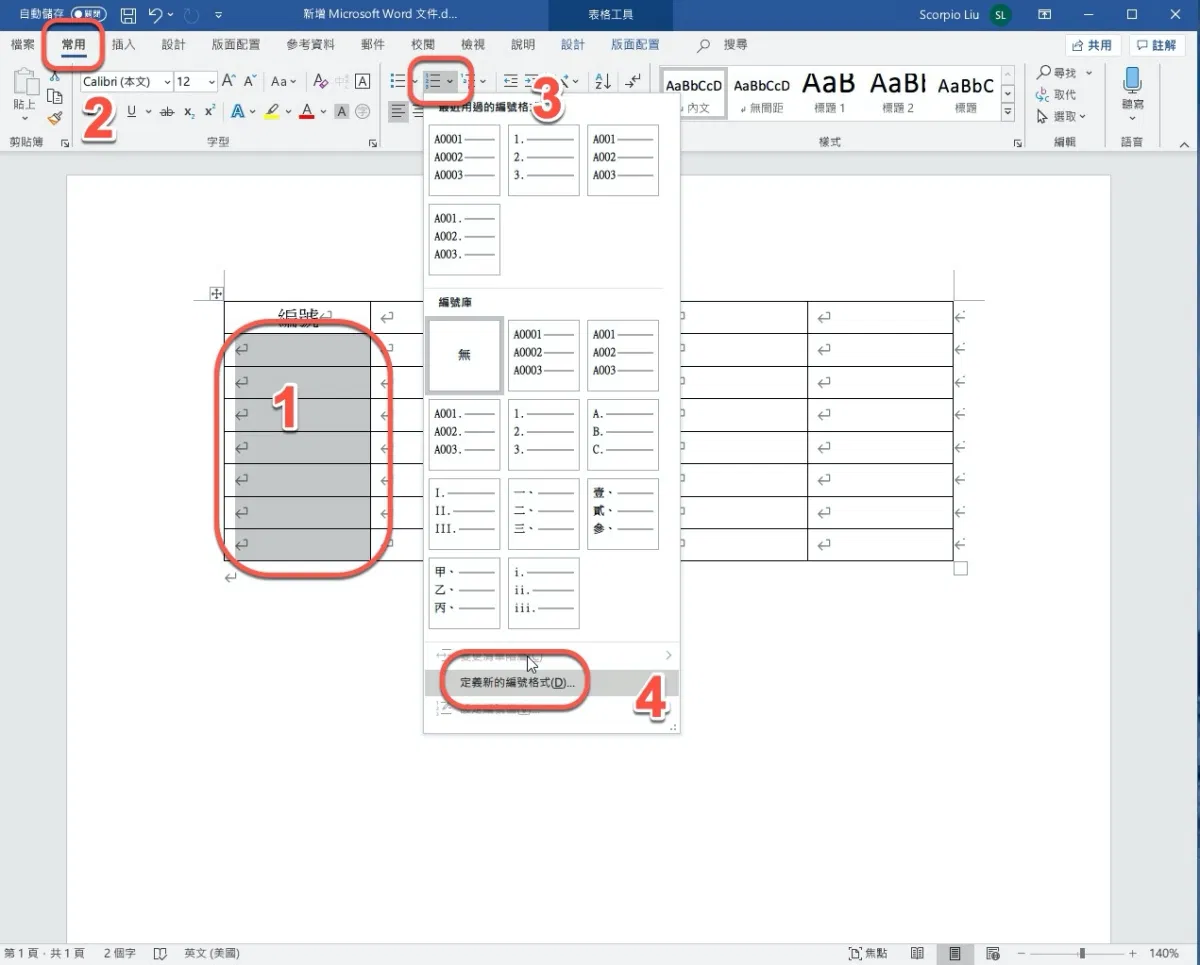 自動儲存 關閉 新增 Microsoft Word 文件.d... 表格工具 Scorpio Liu SL
檔案 常用 插入 設計 版面配置 參考資料 郵件 校閱 檢視 說明 設計 版面配置 搜尋 共用 註解
貼上 Calibri (本文) 12 Aa A
U ab x₂ x² A A A 字
剪貼簿 字型
AaBbCcD AaBbCcD AaB AaBl AaBbC
內文 無間距 標題 1 標題 2 標題
樣式
尋找
取代
選取
編輯
聽寫
語音
2
3
最近用過的編號格
A0001 1. A001
A0002 2. A002
A0003 3. A003
A001.
A002.
A003.
編號庫
無
A0001 A001
A0002 A002
A0003 A003
A001. 1. A.
A002. 2. B.
A003. 3. C.
I. 一、 壹、
II. 二、 貳、
III. 三、 參、
甲、 i.
乙、 ii.
丙、 iii.
定義新的編號格式(D)...
4
編號
1
第 1 頁，共 1 頁 2 個字 英文 (美國) 焦點 140%